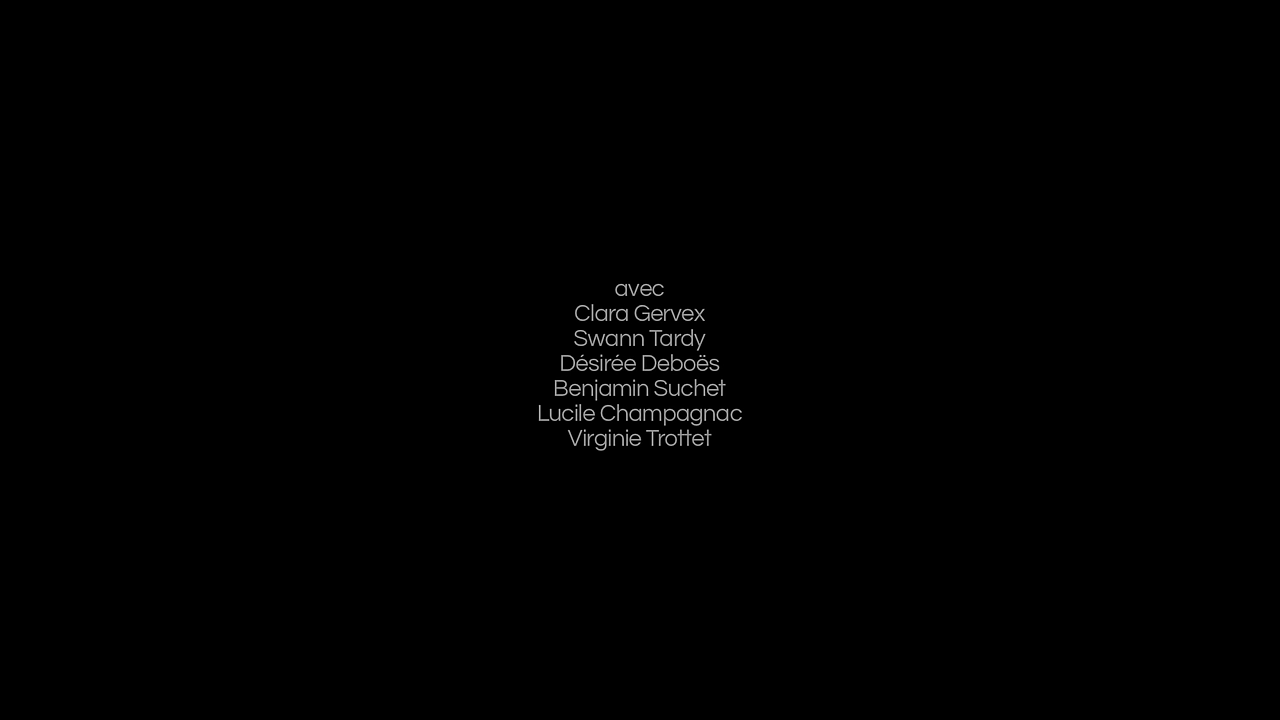 avec
Clara Gervex
Swann Tardy
Désirée Deboës
Benjamin Suchet
Lucile Champagnac
Virginie Trottet